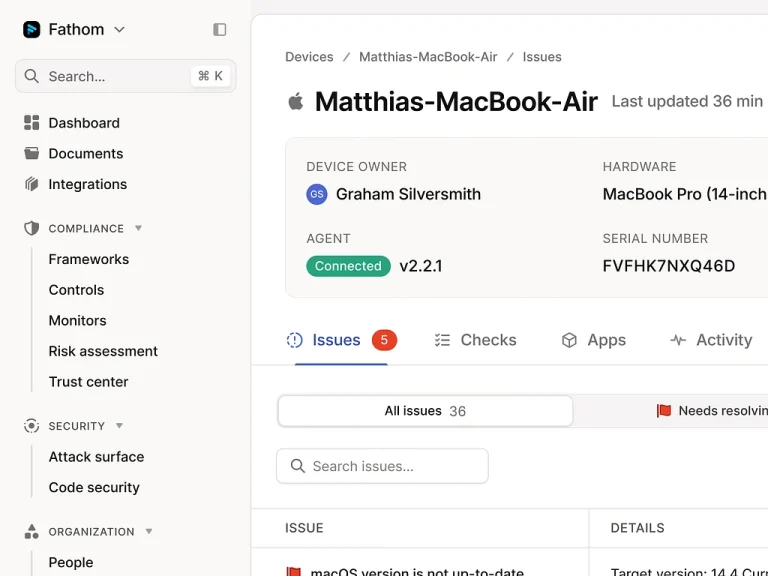 Fathom
Search...
⌘ K
Dashboard
Documents
Integrations
COMPLIANCE
Frameworks
Controls
Monitors
Risk assessment
Trust center
SECURITY
Attack surface
Code security
ORGANIZATION
People
Devices / Matthias-MacBook-Air / Issues
Matthias-MacBook-Air Last updated 36 min
DEVICE OWNER
GS Graham Silversmith
HARDWARE
MacBook Pro (14-inch
AGENT
Connected v2.2.1
SERIAL NUMBER
FVFHK7NXQ46D
Issues 5 Checks Apps Activity
All issues 36 Needs resolvin
Search issues...
ISSUE DETAILS
macOS version is not up-to-date Target version: 14.4 Curr